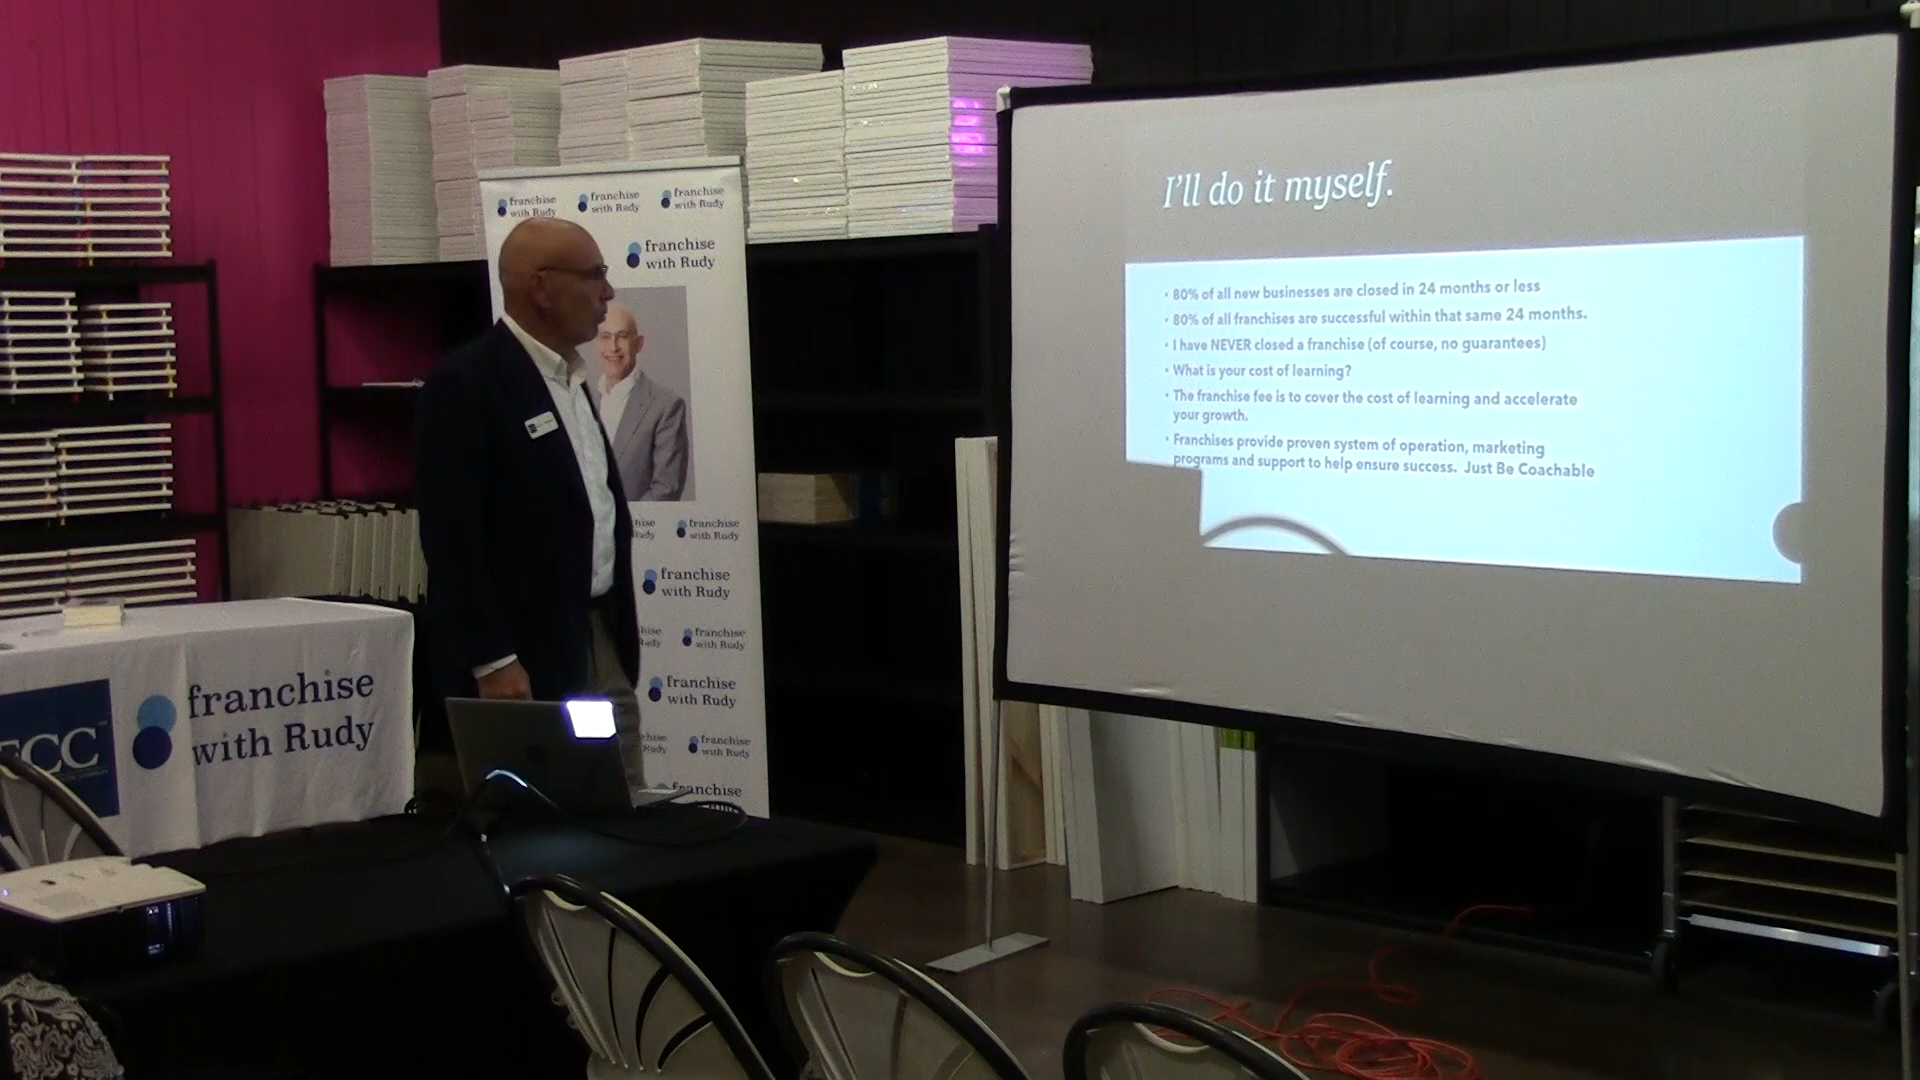 franchise
with Rudy
franchise
with Rudy
franchise
with Rudy
franchise
with Rudy
franchise
with Rudy
franchise
with Rudy
franchise
with Rudy
franchise
with Rudy
franchise
with Rudy
franchise
CC
franchise
with Rudy
I'll do it myself.
• 80% of all new businesses are closed in 24 months or less
• 80% of all franchises are successful within that same 24 months.
• I have NEVER closed a franchise (of course, no guarantees)
• What is your cost of learning?
• The franchise fee is to cover the cost of learning and accelerate
your growth.
• Franchises provide proven system of operation, marketing
programs and support to help ensure success. Just Be Coachable